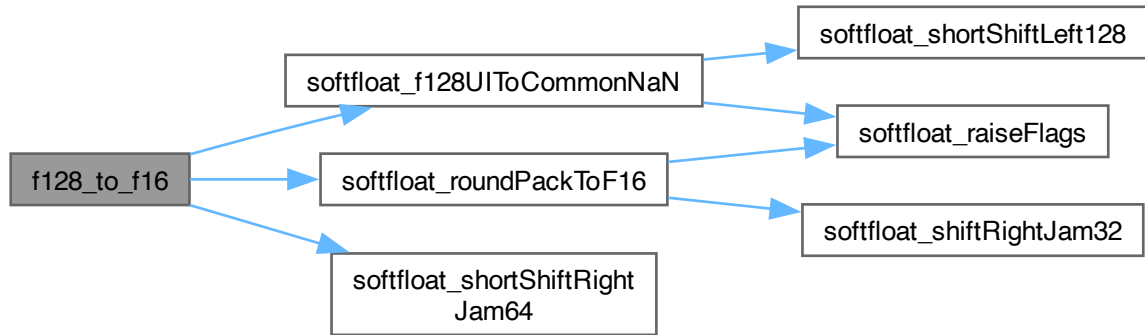 softfloat_shortShiftLeft128
softfloat_f128UIToCommonNaN
softfloat_raiseFlags
f128_to_f16
softfloat_roundPackToF16
softfloat_shiftRightJam32
softfloat_shortShiftRight
Jam64